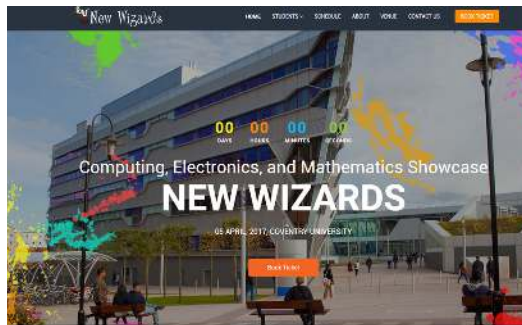 New Wizards
HOME STUDENTS SCHEDULE ABOUT VENUE CONTACT US BOOK TICKET
00 00 00 00
DAYS HOURS MINUTES SECONDS
Computing, Electronics, and Mathematics Showcase
NEW WIZARDS
05 APRIL, 2017, COVENTRY UNIVERSITY
Book Ticket